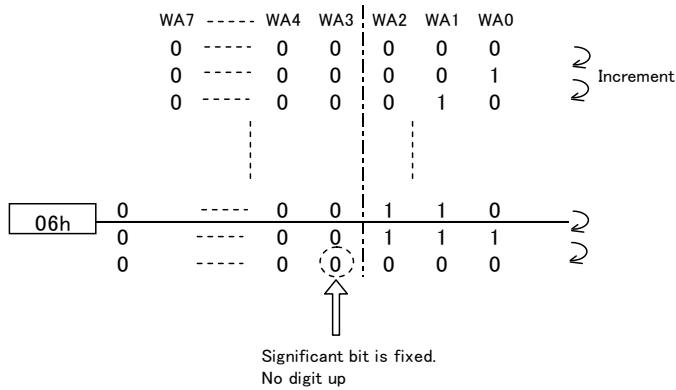 WA7 ----- WA4 WA3 WA2 WA1 WA0
0 ----- 0 0 0 0 0
0 ----- 0 0 0 0 1
Increment
0 ----- 0 0 0 1 0
0 ----- 0 0 1 1 0
06h
0 ----- 0 0 1 1 1
0 ----- 0 0 0 0 0
Significant bit is fixed.
No digit up